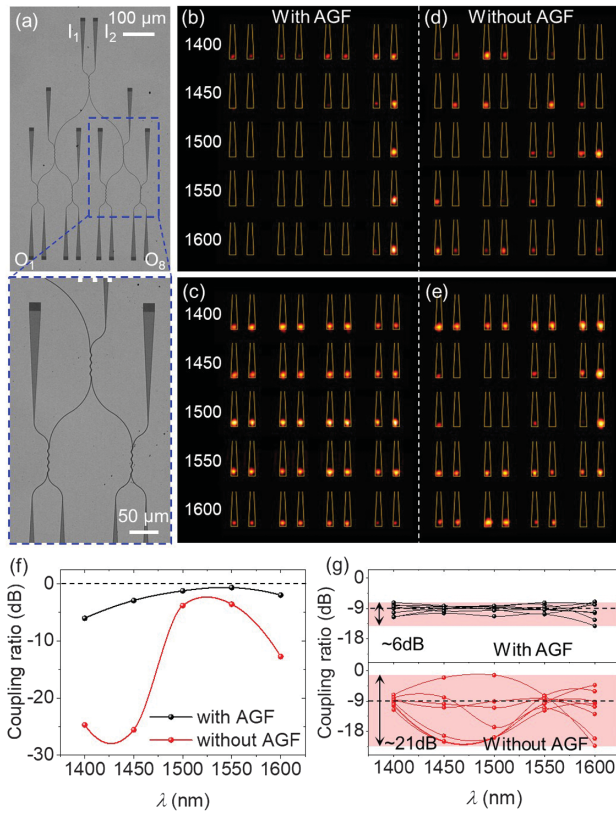 (a)
100 µm
I1 I2
O1 O8
50 µm
(b) With AGF
1400
1450
1500
1550
1600
(d) Without AGF
(c)
1400
1450
1500
1550
1600
(e)
(f)
Coupling ratio (dB)
0
-10
-20
-30
with AGF
without AGF
1400 1450 1500 1550 1600
λ (nm)
(g)
Coupling ratio (dB)
0
-9
-18
~6dB
With AGF
Coupling ratio (dB)
0
-9
-18
~21dB
Without AGF
1400 1450 1500 1550 1600
λ (nm)